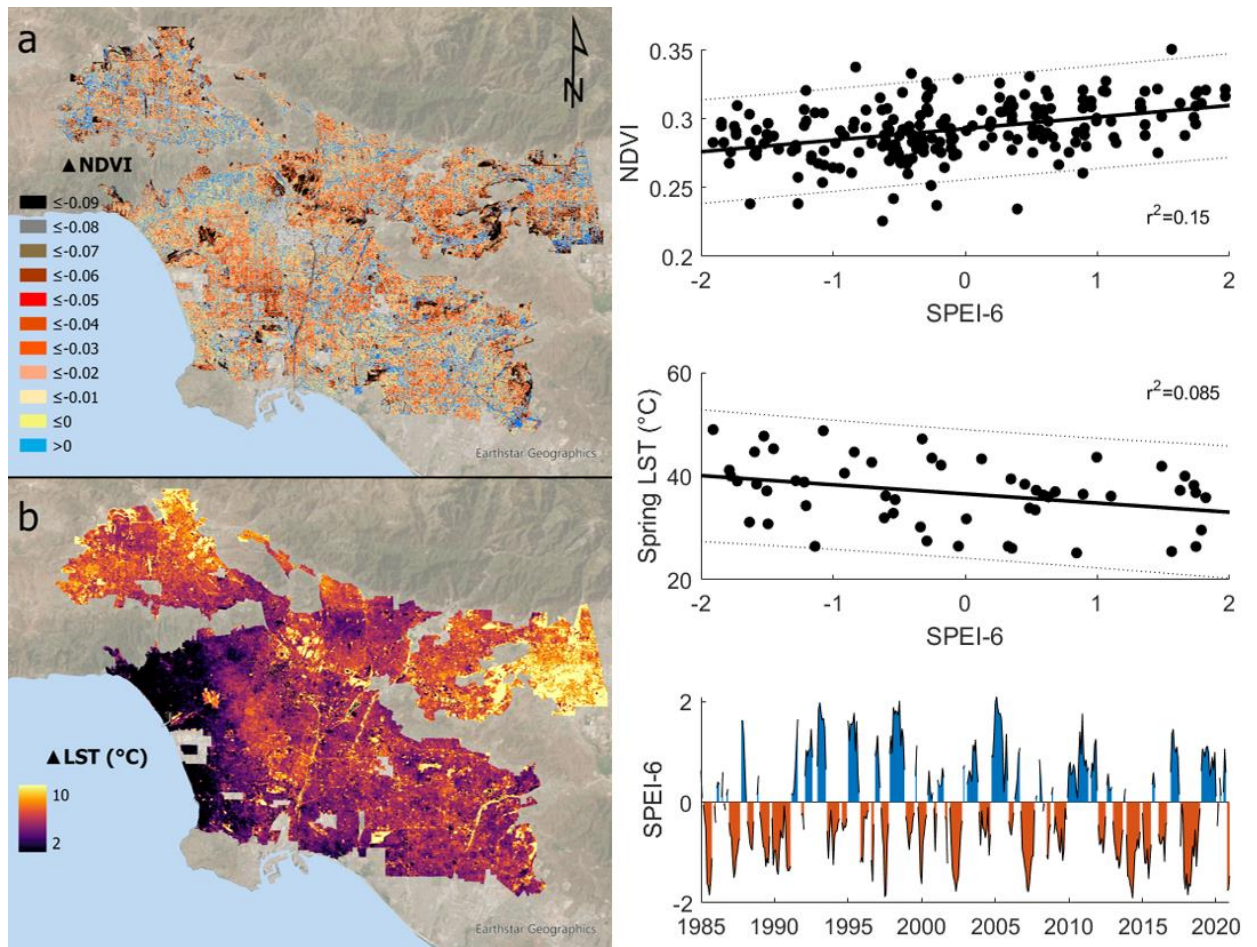 a
N
▲NDVI
≤-0.09
≤-0.08
≤-0.07
≤-0.06
≤-0.05
≤-0.04
≤-0.03
≤-0.02
≤-0.01
≤0
>0
Earthstar Geographics
b
▲LST (°C)
10
2
Earthstar Geographics
0.35
0.3
0.25
0.2
NDVI
r²=0.15
-2 -1 0 1 2
SPEI-6
60
40
20
Spring LST (°C)
r²=0.085
-2 -1 0 1 2
SPEI-6
2
0
-2
SPEI-6
1985 1990 1995 2000 2005 2010 2015 2020